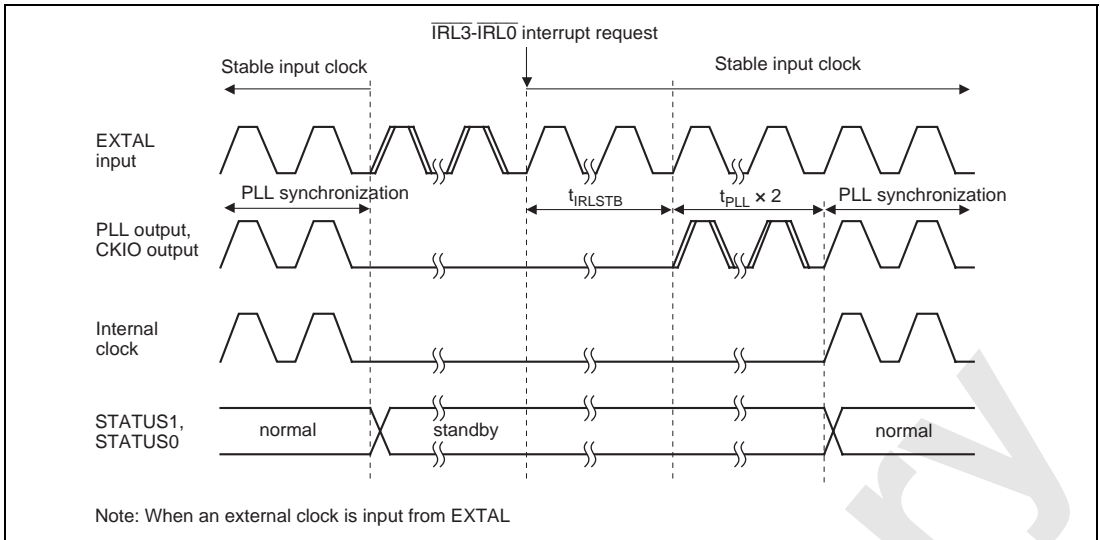 IRL3-IRL0 interrupt request
Stable input clock
Stable input clock
EXTAL
input
PLL synchronization
tIRLSTB
tPLL × 2
PLL synchronization
PLL output,
CKIO output
Internal
clock
STATUS1,
STATUS0
normal
standby
normal
Note: When an external clock is input from EXTAL
ry